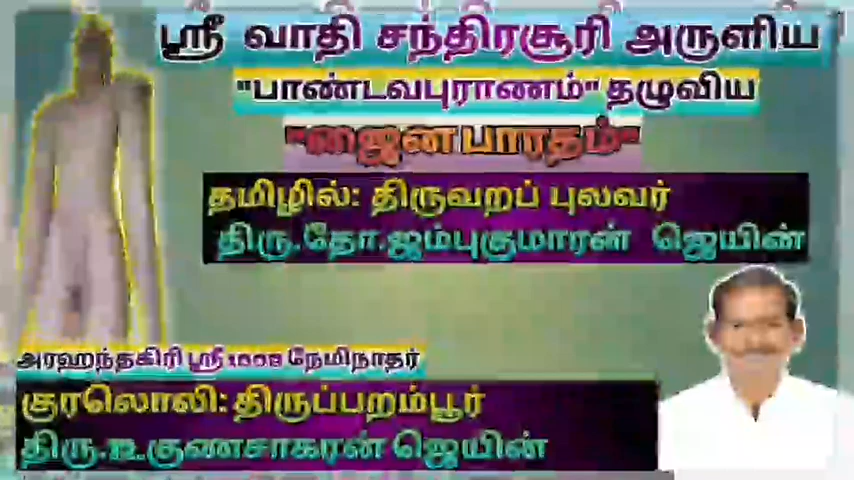 ஸ்ரீ வாதி சந்திரசூரி அருளிய
"பாண்டவபுராணம்" தழுவிய
"ஜைன பாரதம்"
தமிழில்: திருவறப் புலவர்
திரு.தோ.ஜம்புகுமாரன் ஜெயின்
அரஹந்தகிரி ஸ்ரீ 1008 நேமிநாதர்
குரலொலி: திருப்பறம்பூர்
திரு.உ.குணசாகரன் ஜெயின்